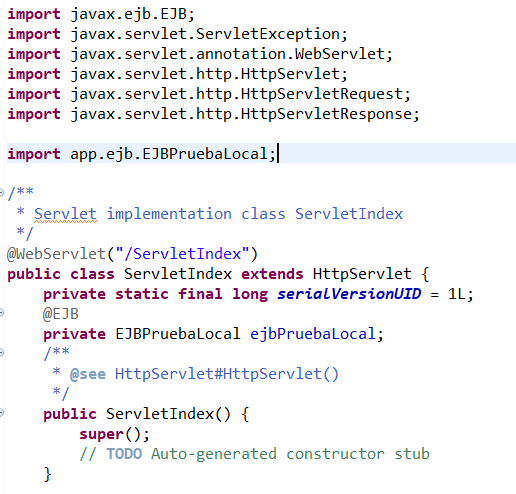 import javax.ejb.EJB;
import javax.servlet.ServletException;
import javax.servlet.annotation.WebServlet;
import javax.servlet.http.HttpServlet;
import javax.servlet.http.HttpServletRequest;
import javax.servlet.http.HttpServletResponse;

import app.ejb.EJBPruebaLocal;

/**
 * Servlet implementation class ServletIndex
 */
@WebServlet("/ServletIndex")
public class ServletIndex extends HttpServlet {
    private static final long serialVersionUID = 1L;
    @EJB
    private EJBPruebaLocal ejbPruebaLocal;
    /**
     * @see HttpServlet#HttpServlet()
     */
    public ServletIndex() {
        super();
        // TODO Auto-generated constructor stub
    }